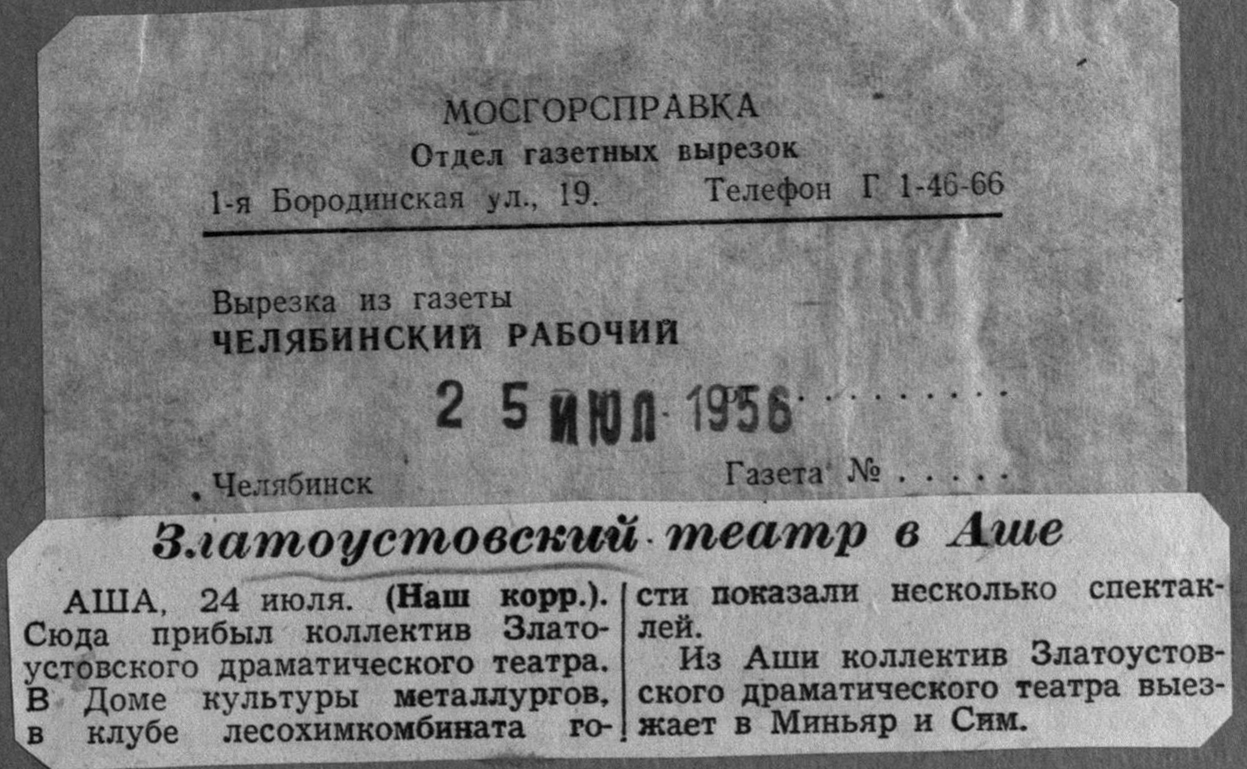 МОСГОРСПРАВКА
Отдел газетных вырезок
1-я Бородинская ул., 19. Телефон Г 1-46-66
Вырезка из газеты
ЧЕЛЯБИНСКИЙ РАБОЧИЙ
25 ИЮЛ 1956
. Челябинск Газета № . . . . .
Златоустовский театр в Аше
АША, 24 июля. (Наш корр.).
Сюда прибыл коллектив Злато-
устовского драматического театра.
В Доме культуры металлургов,
в клубе лесохимкомбината го-
сти показали несколько спектак-
лей.
Из Аши коллектив Златоустов-
ского драматического театра выез-
жает в Миньяр и Сим.